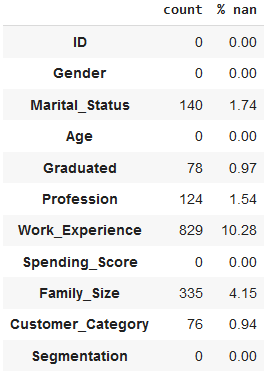 count % nan
ID 0 0.00
Gender 0 0.00
Marital_Status 140 1.74
Age 0 0.00
Graduated 78 0.97
Profession 124 1.54
Work_Experience 829 10.28
Spending_Score 0 0.00
Family_Size 335 4.15
Customer_Category 76 0.94
Segmentation 0 0.00